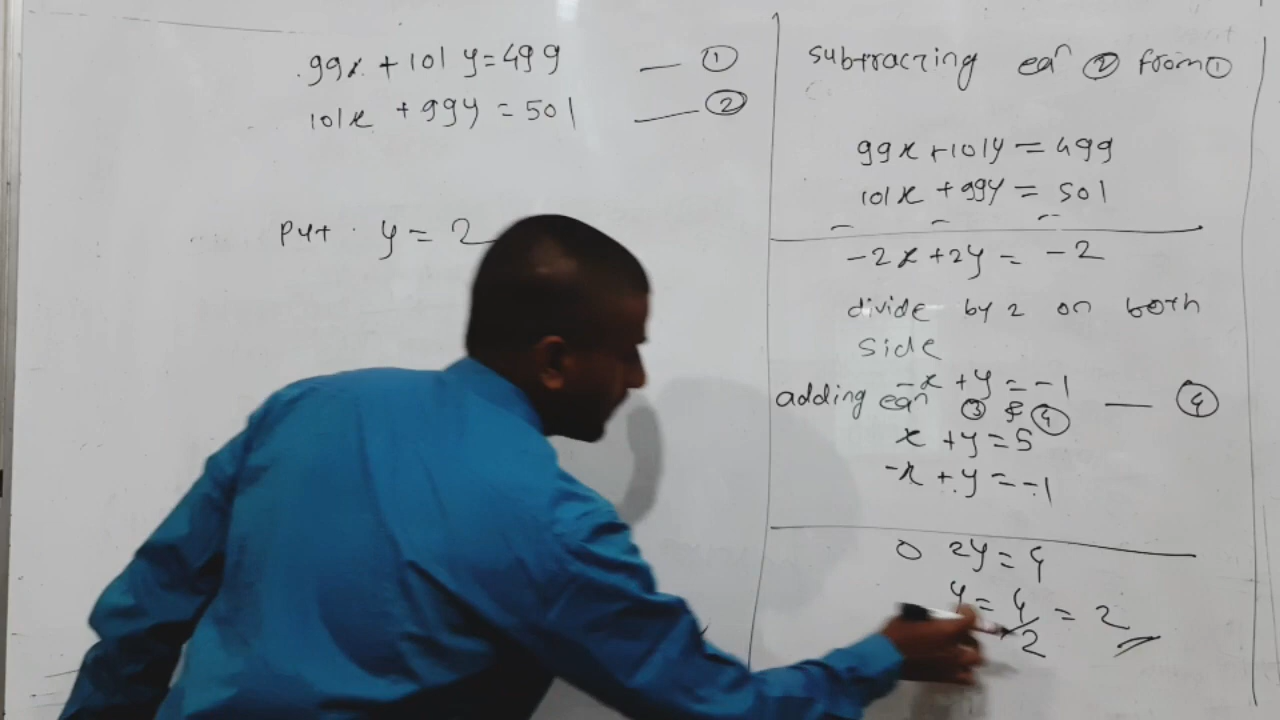 99x + 101 y = 499 — ①
101x + 99y = 501 — ②
Put y = 2
subtracting eqn ② from ①
99x + 101y = 499
101x + 99y = 501
- - -
-2x + 2y = -2
divide by 2 on both
side
-x + y = -1 — ④
adding eqn ③ & ④
x + y = 5
-x + y = -1
0 2y = 4
y = 4/2 = 2